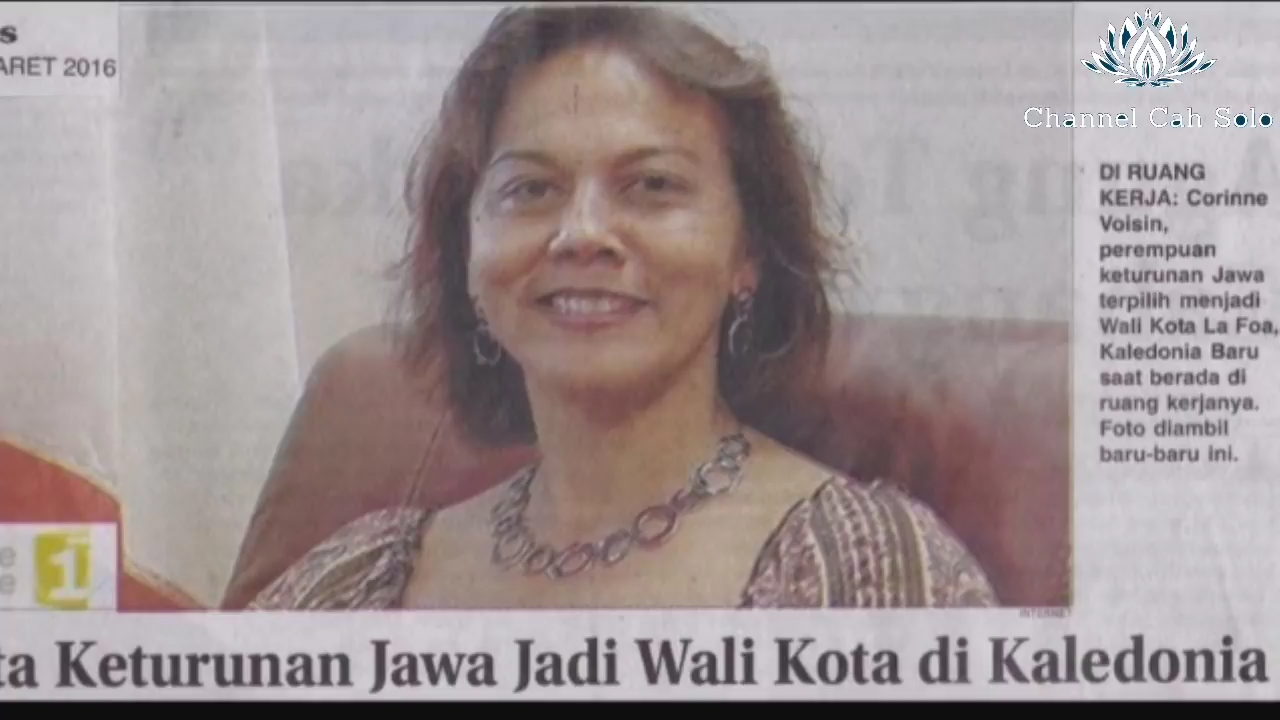 s
ARET 2016
Channel Cah Solo
DI RUANG
KERJA: Corinne
Voisin,
perempuan
keturunan Jawa
terpilih menjadi
Wali Kota La Foa,
Kaledonia Baru
saat berada di
ruang kerjanya.
Foto diambil
baru-baru ini.
e
e
1
INTERNET
ta Keturunan Jawa Jadi Wali Kota di Kaledonia